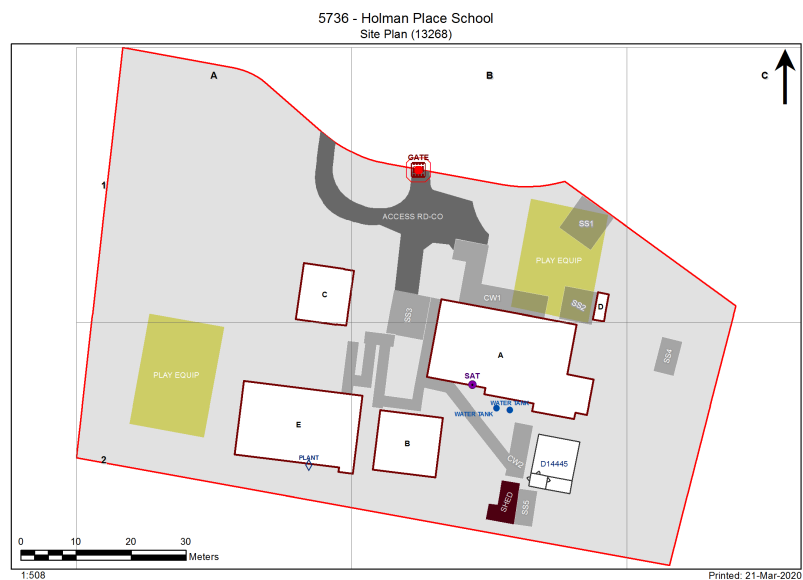 5736 - Holman Place School
Site Plan (13268)
A
B
C
1
GATE
ACCESS RD-CO
SS1
PLAY EQUIP
C
CW1
SS2
D
SS3
A
SS4
PLAY EQUIP
SAT
WATER TANK
WATER TANK
E
B
PLANT
2
CW2
D14445
SHED
SS5
0 10 20 30
Meters
1:508
Printed: 21-Mar-2020